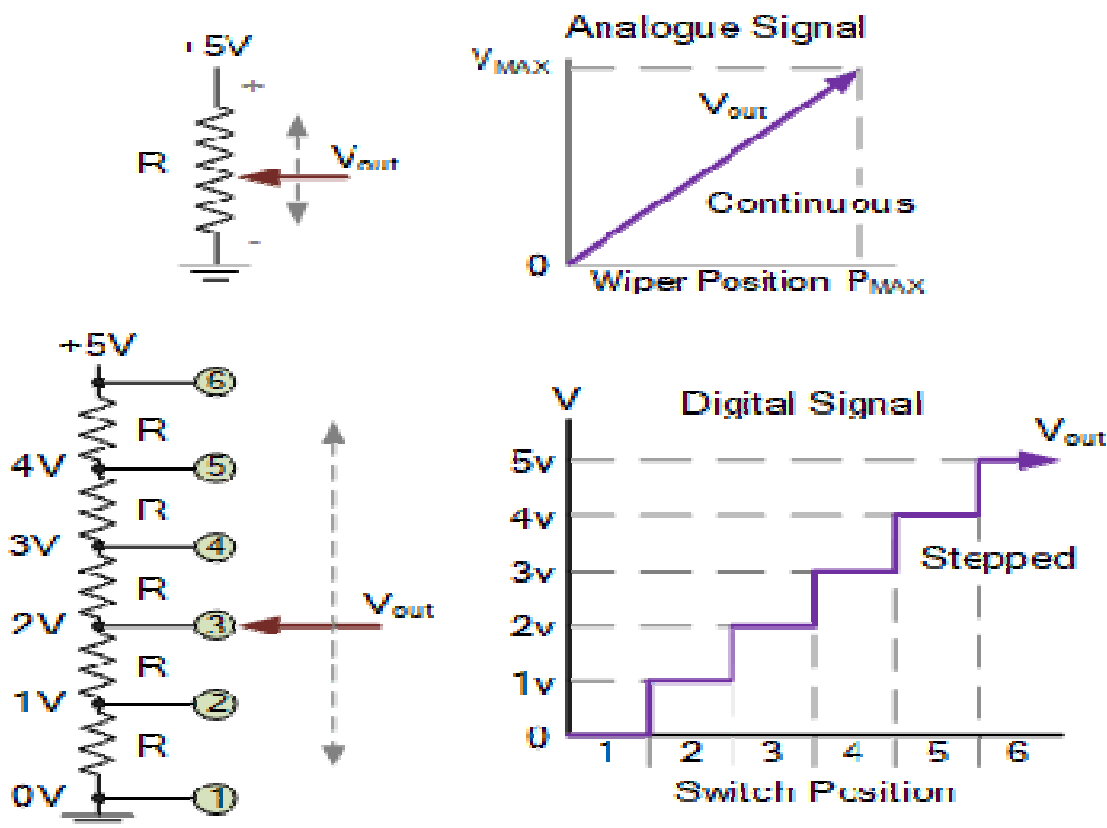 +5V
+
R
Vout
-
Analogue Signal
VMAX
Vout
Continuous
0
Wiper Position PMAX
+5V
6
R
4V
5
R
3V
4
R
2V
3
Vout
R
1V
2
R
0V
1
V
Digital Signal
Vout
5v
4v
Stepped
3v
2v
1v
0
1 2 3 4 5 6
Switch Position